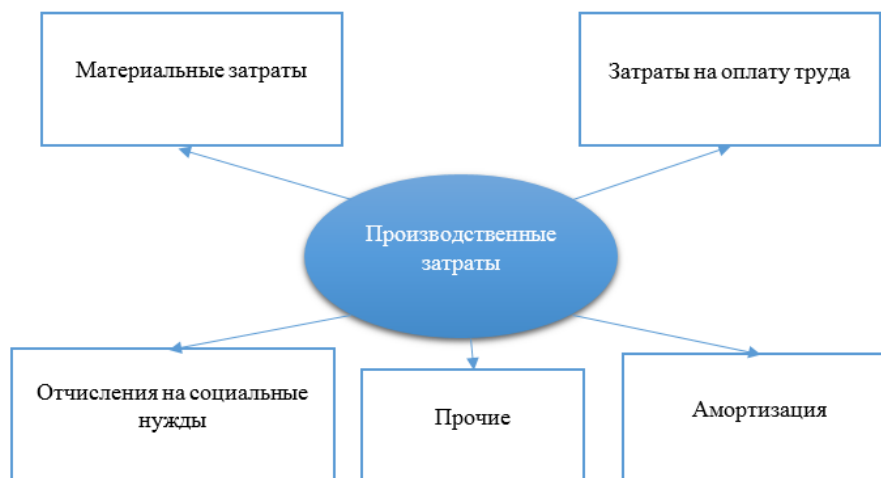 Материальные затраты
Затраты на оплату труда
Производственные
затраты
Отчисления на социальные
нужды
Прочие
Амортизация